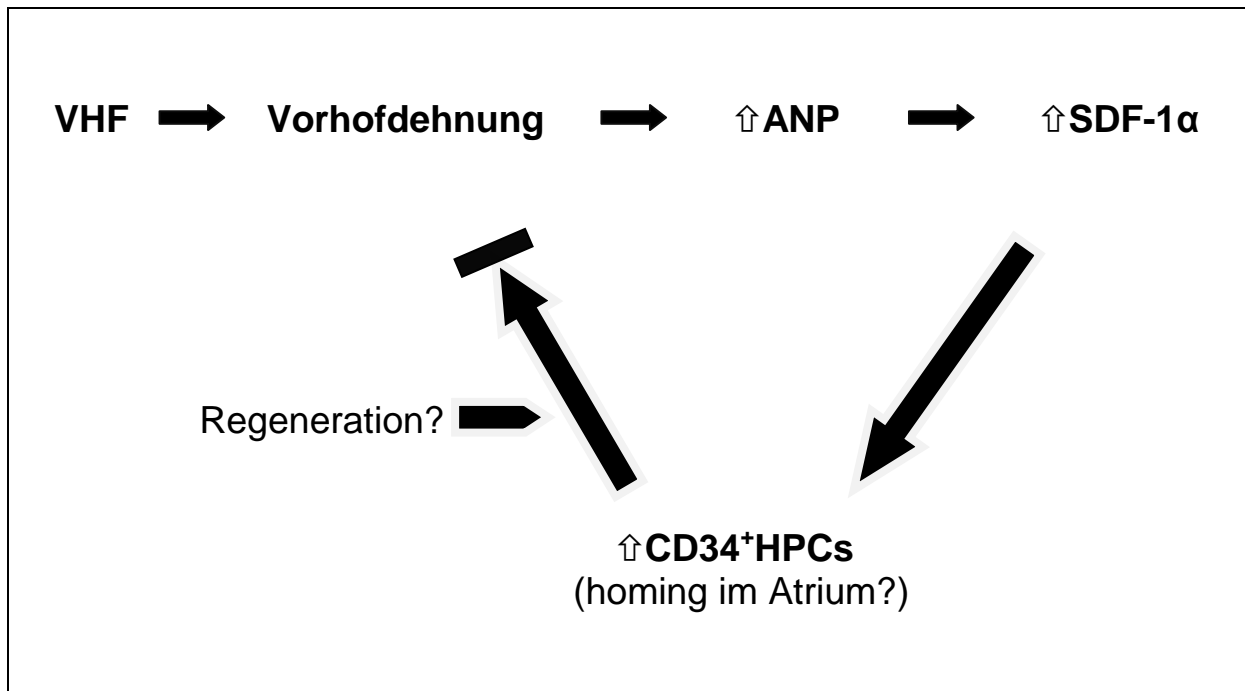 VHF Vorhofdehnung ⇧ANP ⇧SDF-1α
Regeneration?
⇧CD34⁺HPCs
(homing im Atrium?)